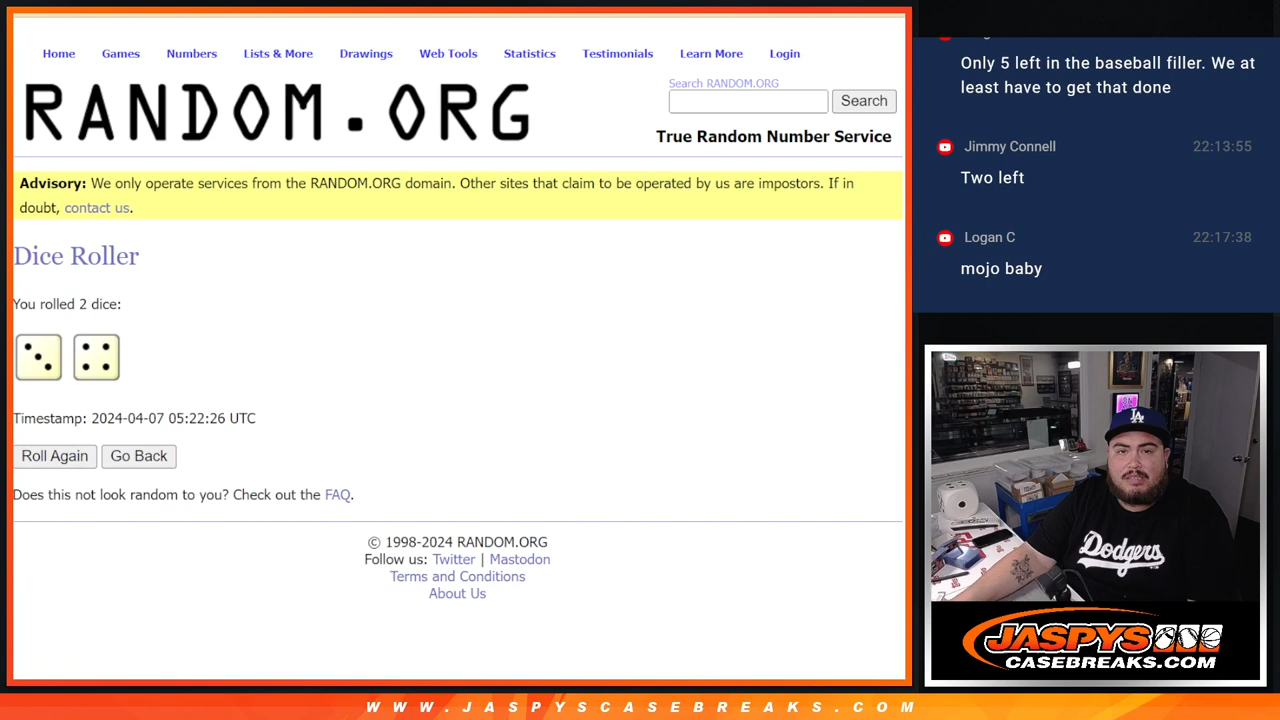 Home Games Numbers Lists & More Drawings Web Tools Statistics Testimonials Learn More Login
RANDOM.ORG
Search RANDOM.ORG
Search
True Random Number Service
Advisory: We only operate services from the RANDOM.ORG domain. Other sites that claim to be operated by us are impostors. If in
doubt, contact us.
Dice Roller
You rolled 2 dice:
Timestamp: 2024-04-07 05:22:26 UTC
Roll Again Go Back
Does this not look random to you? Check out the FAQ.
© 1998-2024 RANDOM.ORG
Follow us: Twitter | Mastodon
Terms and Conditions
About Us
Only 5 left in the baseball filler. We at
least have to get that done
Jimmy Connell 22:13:55
Two left
Logan C 22:17:38
mojo baby
LA
Dodgers
JASPYS
CASEBREAKS.COM
WWW.JASPYSCASEBREAKS.COM